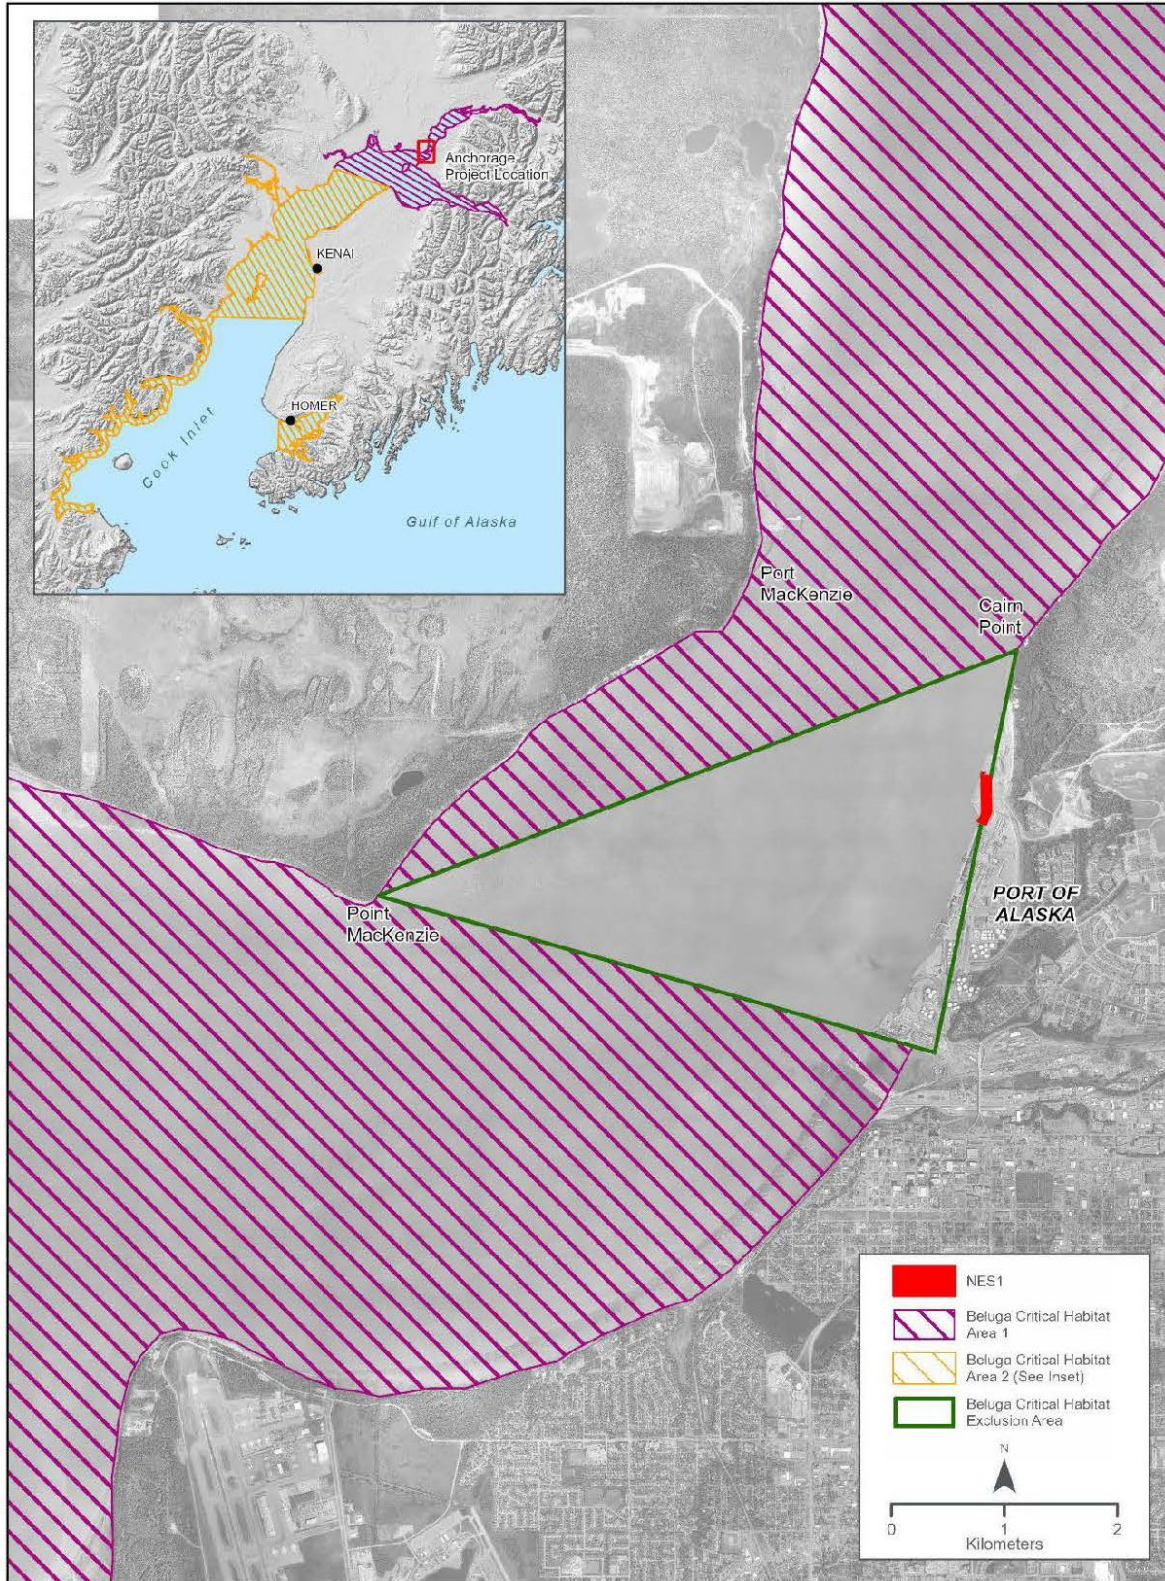 Anchorage
Project Location
KENAI
HOMER
Cook Inlet
Gulf of Alaska
Port
MacKenzie
Cairn
Point
Point
MacKenzie
PORT OF
ALASKA
NES1
Beluga Critical Habitat
Area 1
Beluga Critical Habitat
Area 2 (See Inset)
Beluga Critical Habitat
Exclusion Area
N
0 1 2
Kilometers